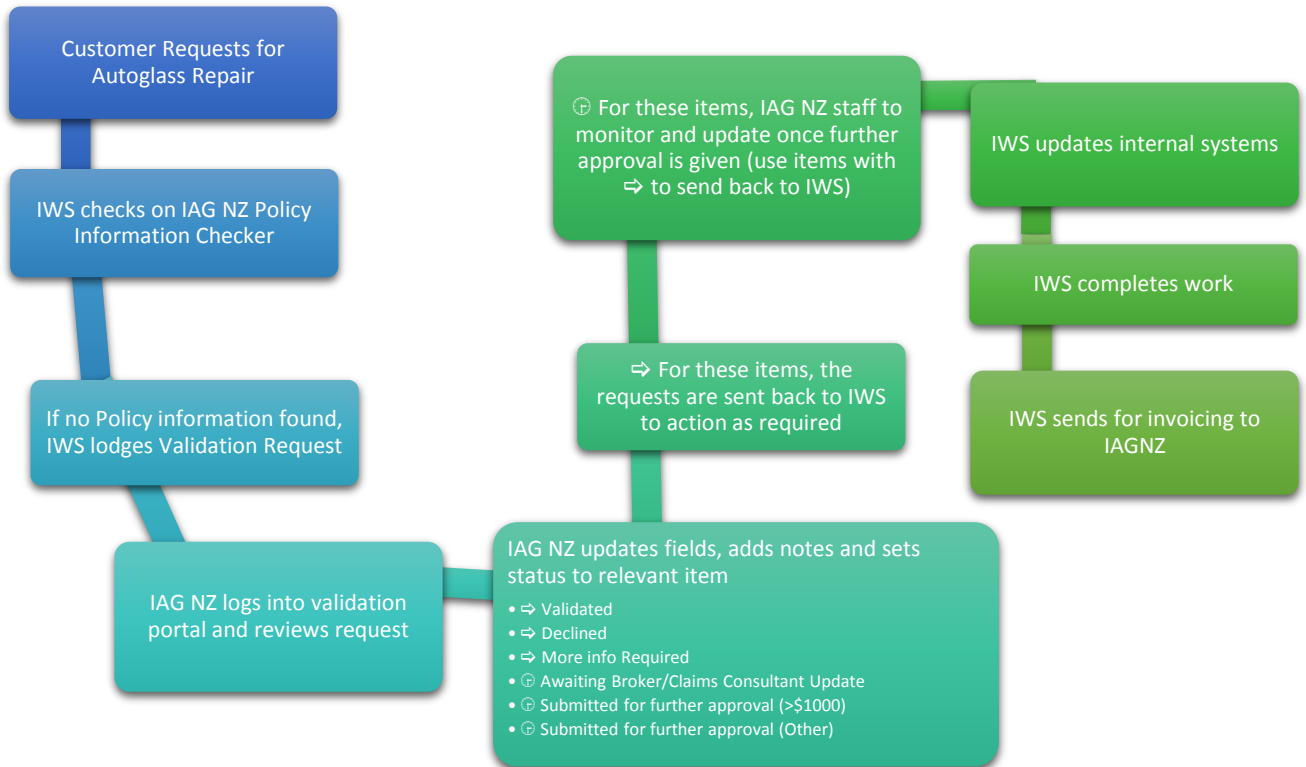 Customer Requests for
Autoglass Repair
IWS checks on IAG NZ Policy
Information Checker
If no Policy information found,
IWS lodges Validation Request
IAG NZ logs into validation
portal and reviews request
IAG NZ updates fields, adds notes and sets
status to relevant item
• ⇨ Validated
• ⇨ Declined
• ⇨ More info Required
• 🕞 Awaiting Broker/Claims Consultant Update
• 🕞 Submitted for further approval (>$1000)
• 🕞 Submitted for further approval (Other)
⇨ For these items, the
requests are sent back to IWS
to action as required
🕞 For these items, IAG NZ staff to
monitor and update once further
approval is given (use items with
⇨ to send back to IWS)
IWS updates internal systems
IWS completes work
IWS sends for invoicing to
IAGNZ